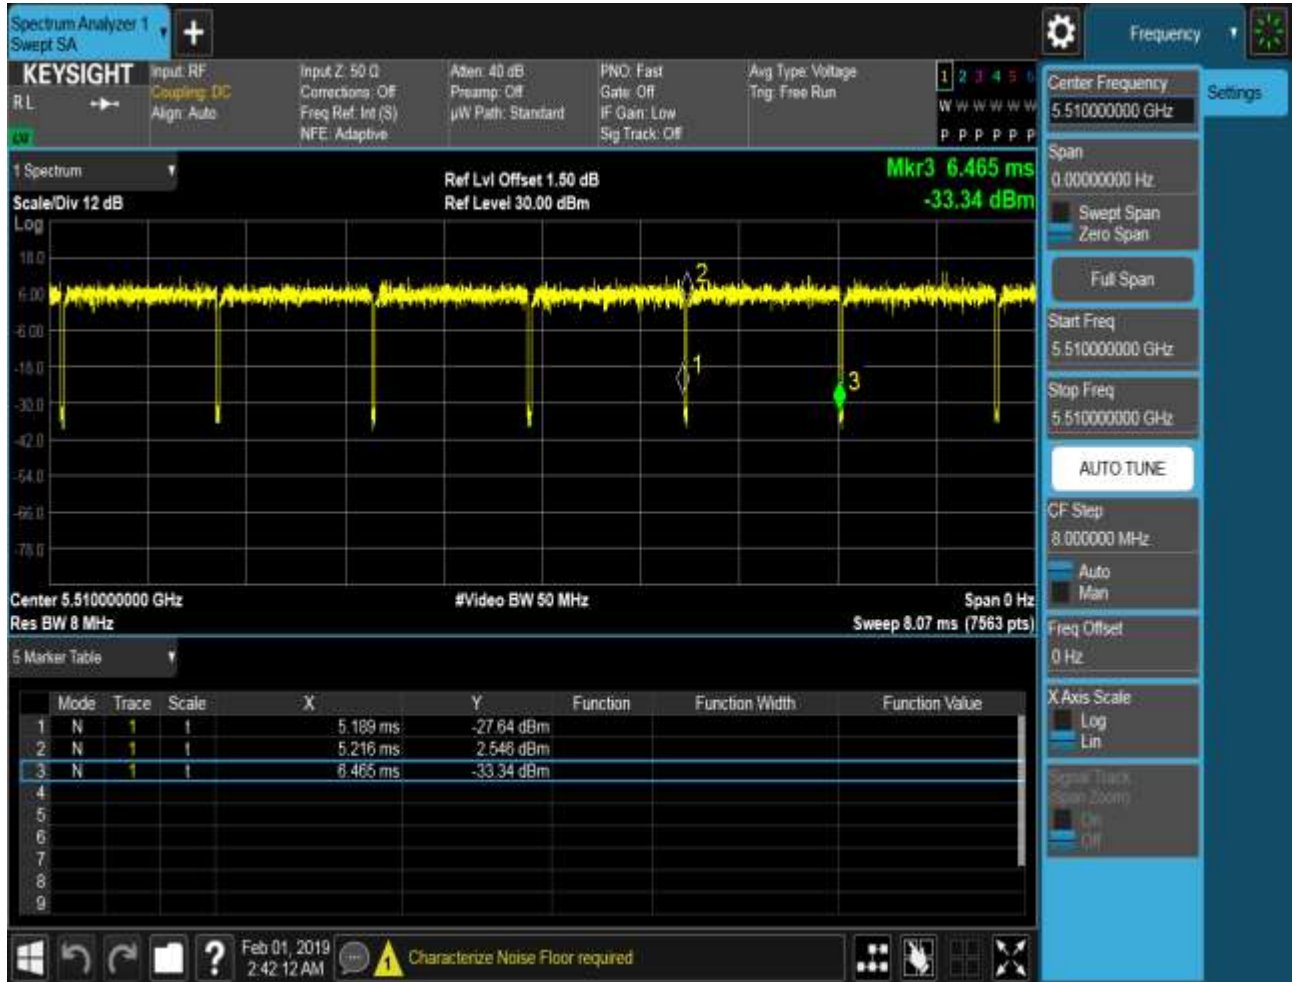 Spectrum Analyzer 1
Swept SA
+
Frequency
KEYSIGHT
RL
Input: RF
Coupling: DC
Align: Auto
Input Z: 50 Ω
Corrections: Off
Freq Ref: Int (S)
NFE: Adaptive
Atten: 40 dB
Preamp: Off
µW Path: Standard
PNO: Fast
Gate: Off
IF Gain: Low
Sig Track: Off
Avg Type: Voltage
Trig: Free Run
1 2 3 4 5 6
W W W W W W
P P P P P P
1 Spectrum
Scale/Div 12 dB
Ref Lvl Offset 1.50 dB
Ref Level 30.00 dBm
Mkr3 6.465 ms
-33.34 dBm
Log
18.0
6.00
-6.00
-18.0
-30.0
-42.0
-54.0
-66.0
-78.0
2
1
3
Center 5.510000000 GHz
#Video BW 50 MHz
Span 0 Hz
Res BW 8 MHz
Sweep 8.07 ms (7563 pts)
5 Marker Table
Mode Trace Scale X Y Function Function Width Function Value
1 N 1 t 5.189 ms -27.64 dBm
2 N 1 t 5.216 ms 2.546 dBm
3 N 1 t 6.465 ms -33.34 dBm
4
5
6
7
8
9
Center Frequency
5.510000000 GHz
Settings
Span
0.00000000 Hz
Swept Span
Zero Span
Full Span
Start Freq
5.510000000 GHz
Stop Freq
5.510000000 GHz
AUTO TUNE
CF Step
8.000000 MHz
Auto
Man
Freq Offset
0 Hz
X Axis Scale
Log
Lin
Signal Track
(Span Zoom)
On
Off
?
Feb 01, 2019
2:42:12 AM
1
Characterize Noise Floor required